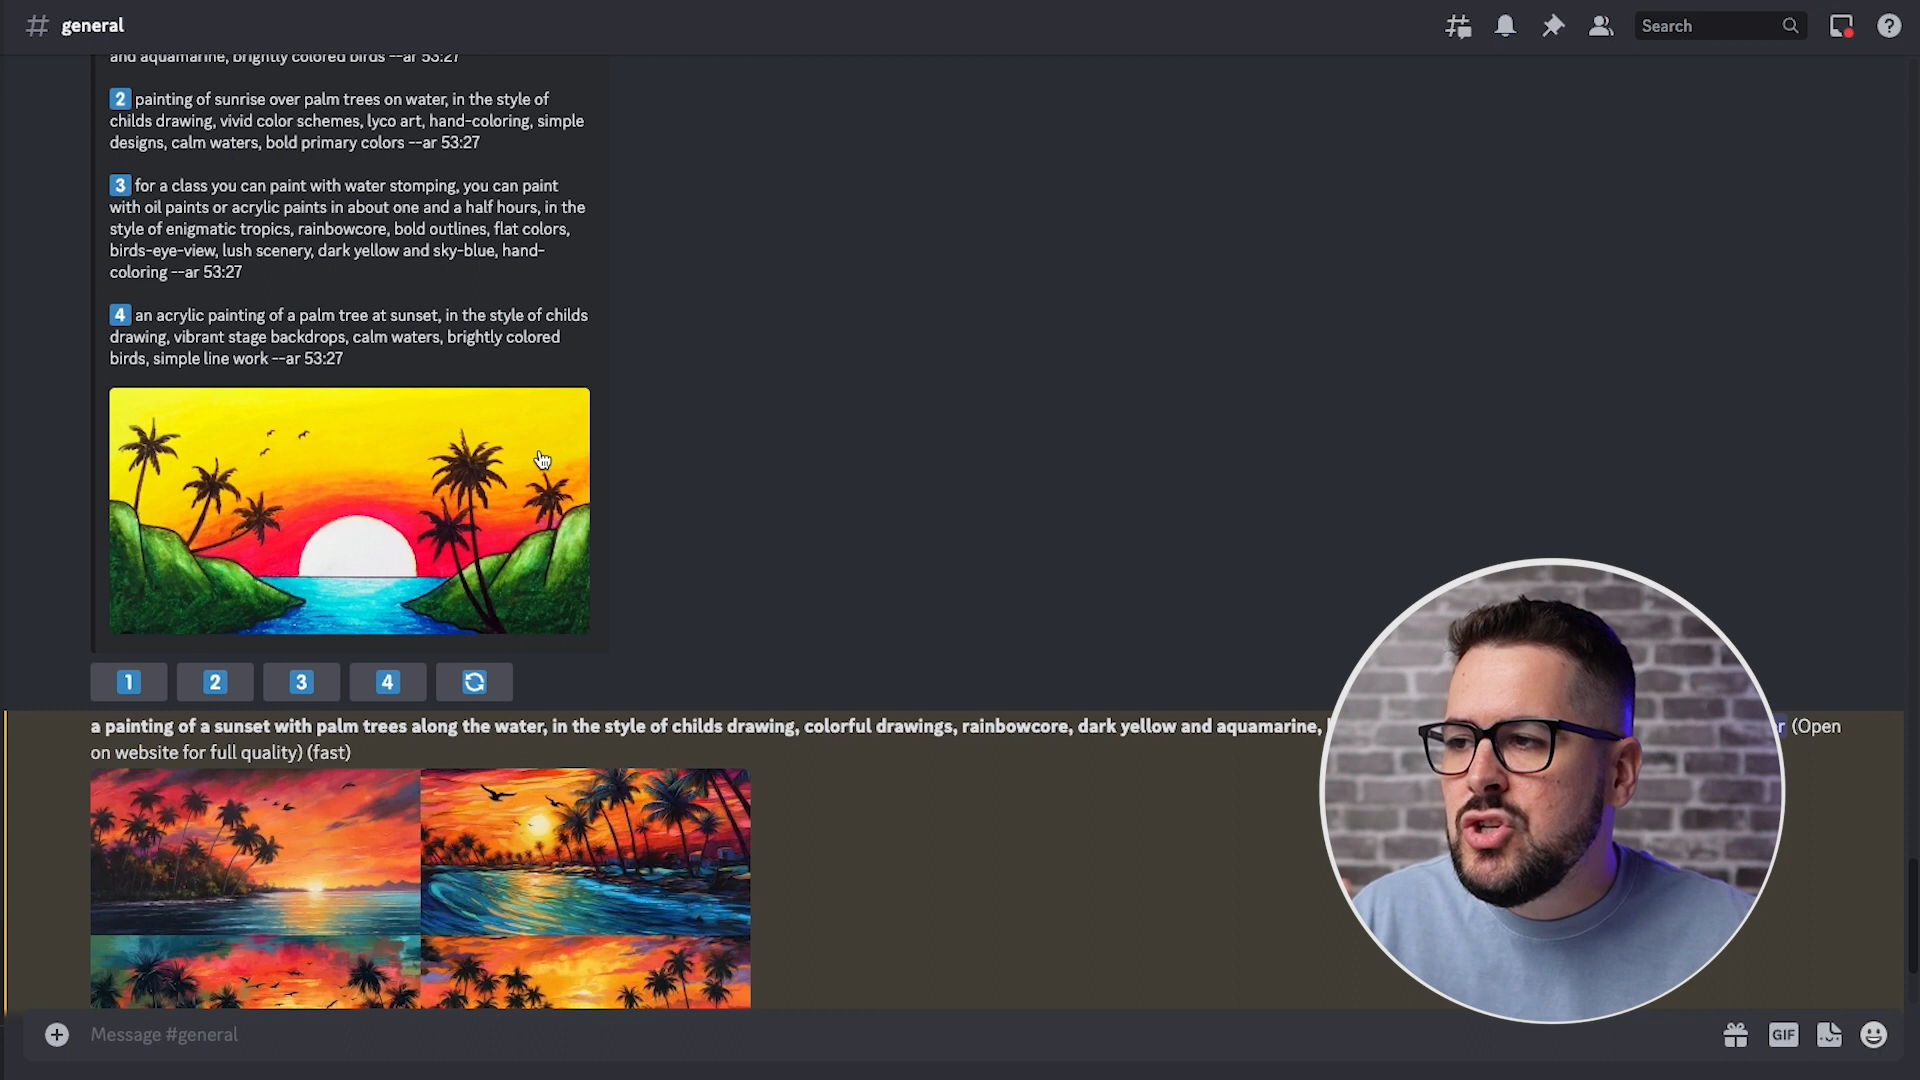 general
Search
and aquamarine, brightly colored birds --ar 53:27
2 painting of sunrise over palm trees on water, in the style of
childs drawing, vivid color schemes, lyco art, hand-coloring, simple
designs, calm waters, bold primary colors --ar 53:27
3 for a class you can paint with water stomping, you can paint
with oil paints or acrylic paints in about one and a half hours, in the
style of enigmatic tropics, rainbowcore, bold outlines, flat colors,
birds-eye-view, lush scenery, dark yellow and sky-blue, hand-
coloring --ar 53:27
4 an acrylic painting of a palm tree at sunset, in the style of childs
drawing, vibrant stage backdrops, calm waters, brightly colored
birds, simple line work --ar 53:27
1 2 3 4
a painting of a sunset with palm trees along the water, in the style of childs drawing, colorful drawings, rainbowcore, dark yellow and aquamarine, (Open
on website for full quality) (fast)
Message #general
GIF